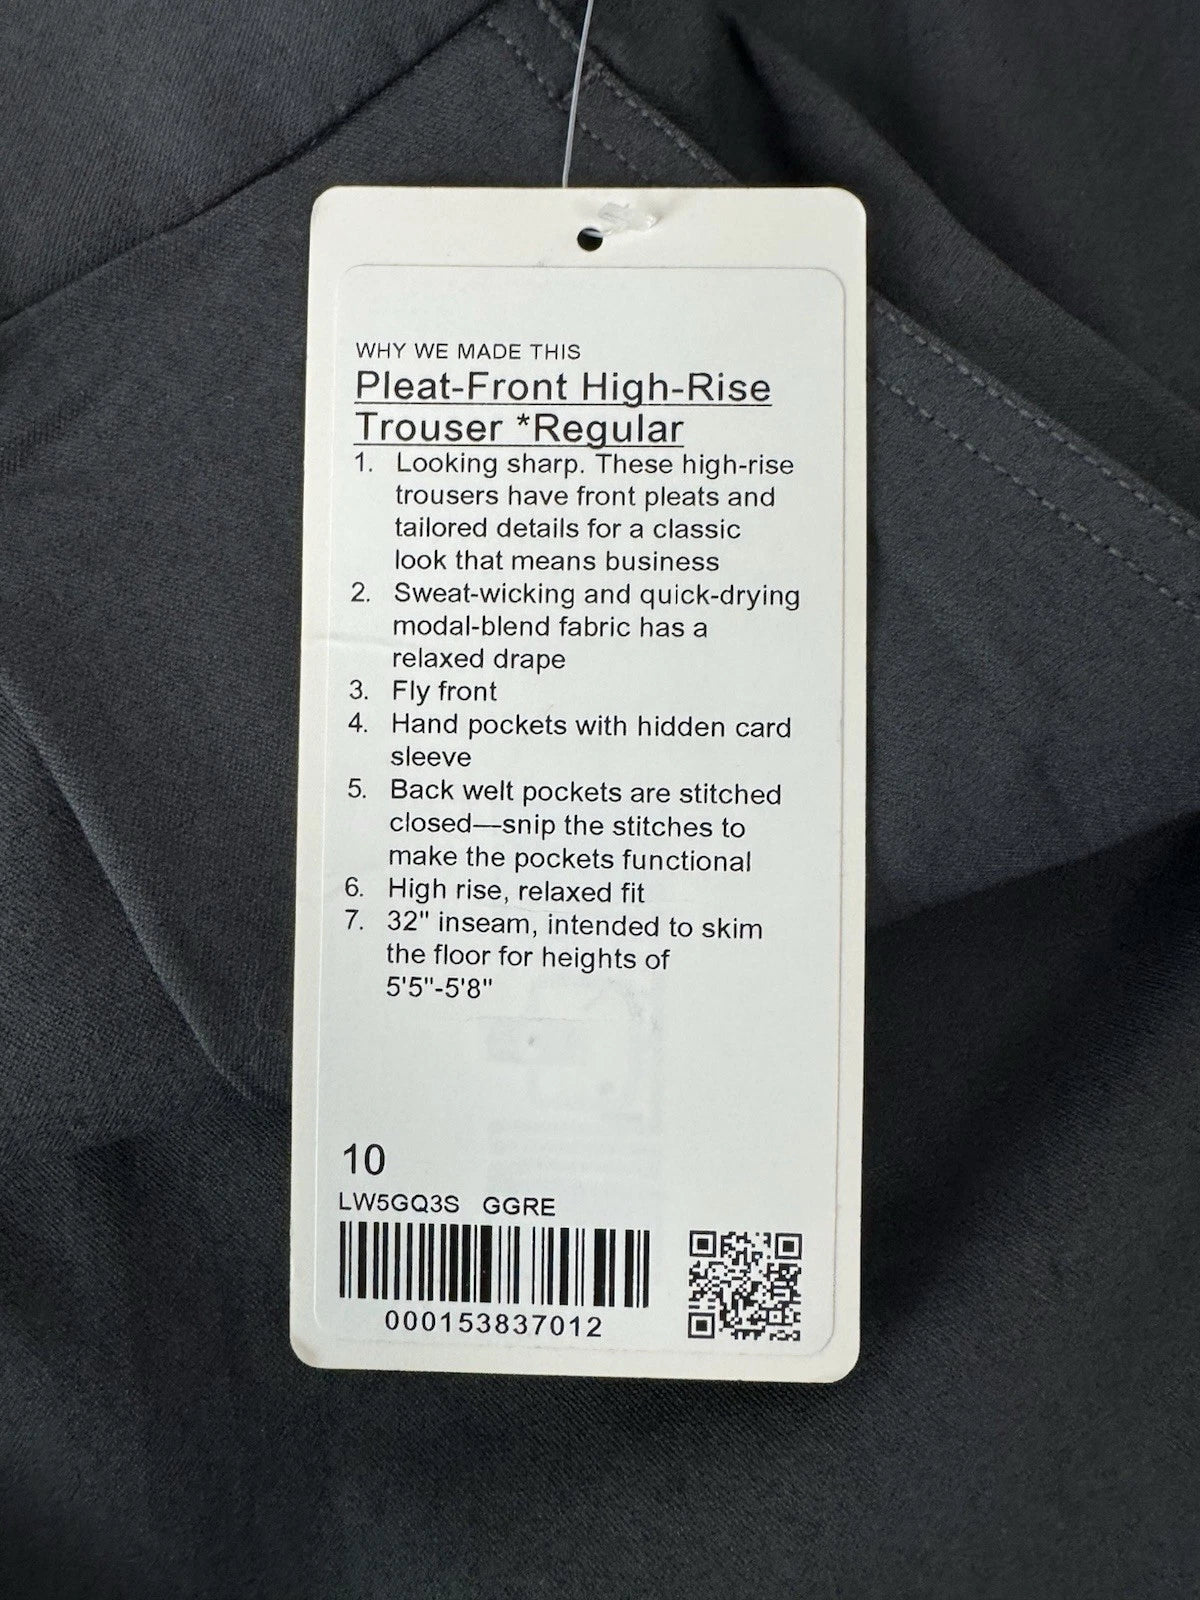 WHY WE MADE THIS
Pleat-Front High-Rise
Trouser *Regular
1. Looking sharp. These high-rise
trousers have front pleats and
tailored details for a classic
look that means business
2. Sweat-wicking and quick-drying
modal-blend fabric has a
relaxed drape
3. Fly front
4. Hand pockets with hidden card
sleeve
5. Back welt pockets are stitched
closed—snip the stitches to
make the pockets functional
6. High rise, relaxed fit
7. 32" inseam, intended to skim
the floor for heights of
5'5"-5'8"
10
LW5GQ3S GGRE
000153837012